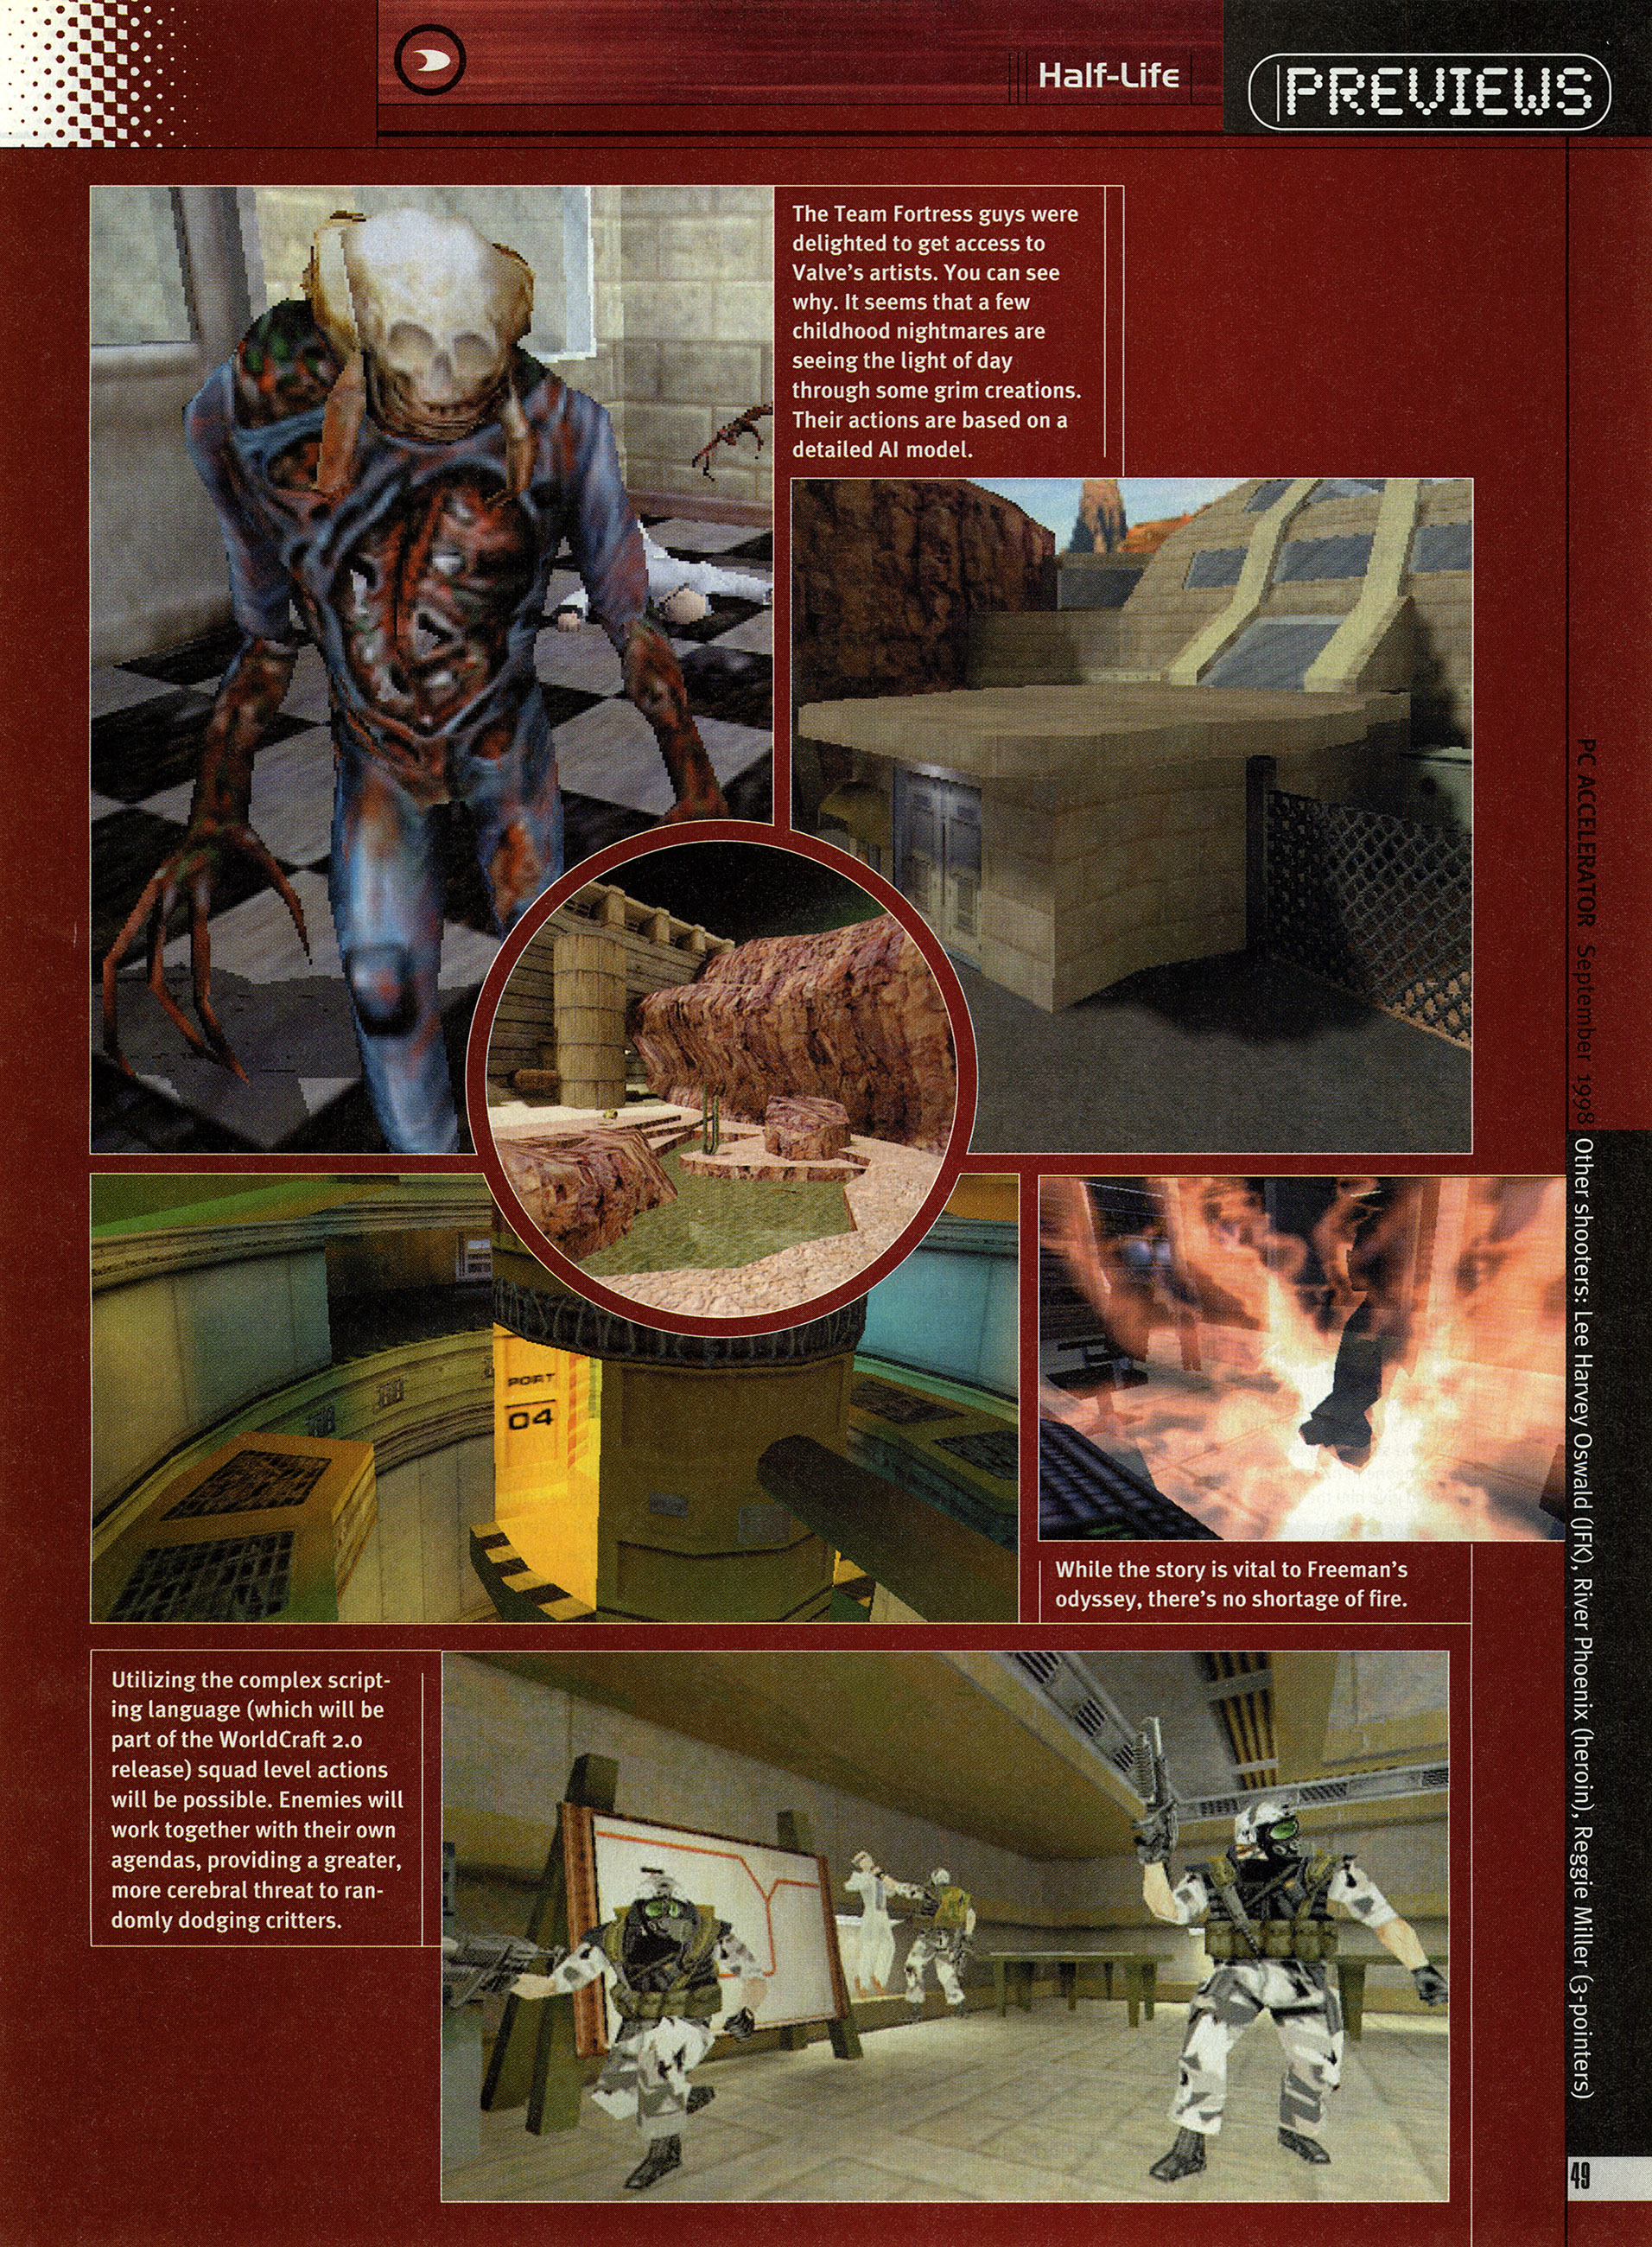 Half-Life
PREVIEWS
The Team Fortress guys were
delighted to get access to
Valve's artists. You can see
why. It seems that a few
childhood nightmares are
seeing the light of day
through some grim creations.
Their actions are based on a
detailed AI model.
PORT
04
While the story is vital to Freeman's
odyssey, there's no shortage of fire.
Utilizing the complex script-
ing language (which will be
part of the WorldCraft 2.0
release) squad level actions
will be possible. Enemies will
work together with their own
agendas, providing a greater,
more cerebral threat to ran-
domly dodging critters.
PC ACCELERATOR September 1998 Other shooters: Lee Harvey Oswald (JFK), River Phoenix (heroin), Reggie Miller (3-pointers)
49